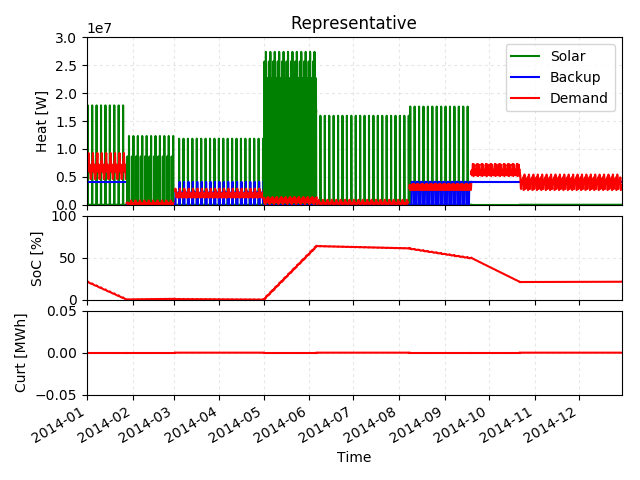 Representative
1e7
3.0
2.5
2.0
1.5
1.0
0.5
0.0
Heat [W]
Solar
Backup
Demand
100
50
0
SoC [%]
0.05
0.00
−0.05
Curt [MWh]
2014-01
2014-02
2014-03
2014-04
2014-05
2014-06
2014-07
2014-08
2014-09
2014-10
2014-11
2014-12
Time